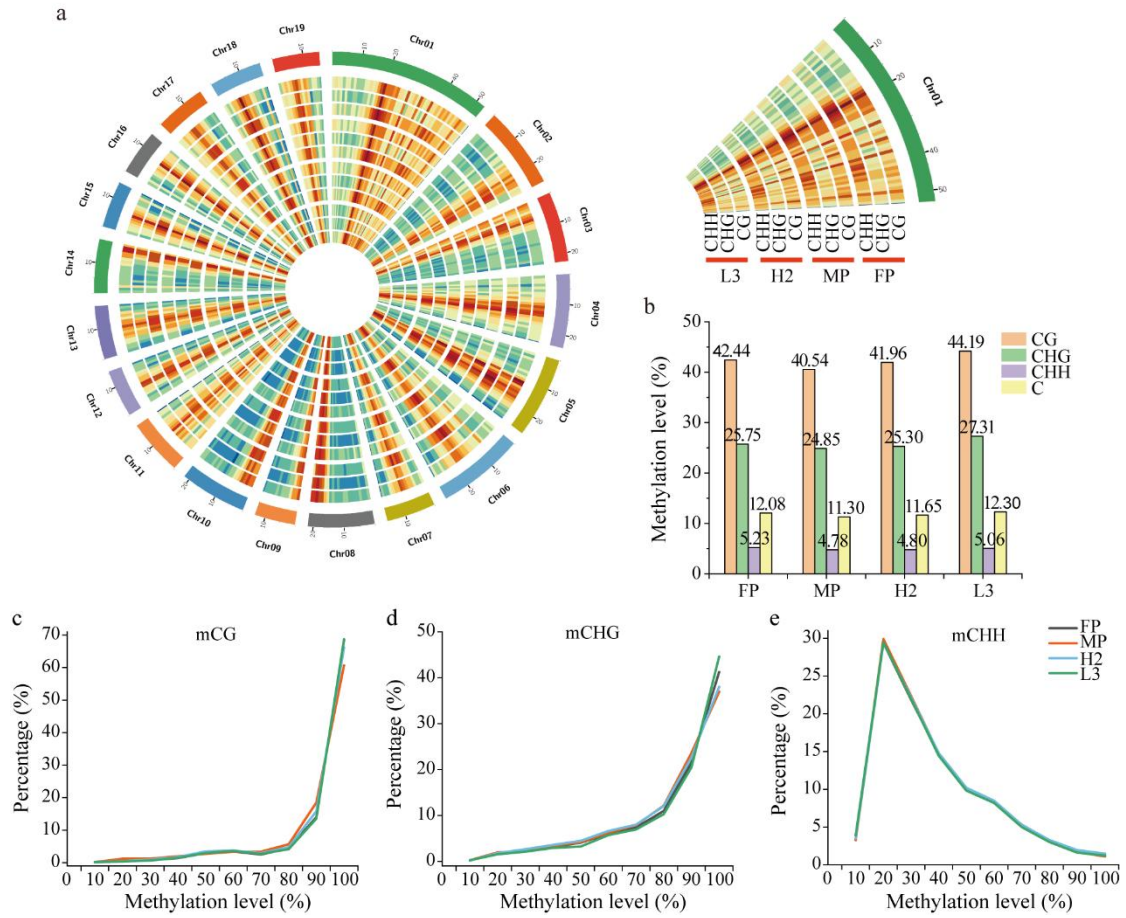 a
Chr01
Chr02
Chr03
Chr04
Chr05
Chr06
Chr07
Chr08
Chr09
Chr10
Chr11
Chr12
Chr13
Chr14
Chr15
Chr16
Chr17
Chr18
Chr19
10 20 40 50
Chr01
CHH CHG CG CHH CHG CG CHH CHG CG CHH CHG CG
L3 H2 MP FP
b
Methylation level (%)
50
40
30
20
10
0
42.44 25.75 5.23 12.08
40.54 24.85 4.78 11.30
41.96 25.30 4.80 11.65
44.19 27.31 5.06 12.30
CG
CHG
CHH
C
FP MP H2 L3
c
mCG
Percentage (%)
70
60
50
40
30
20
10
0
0 10 20 30 40 50 60 70 80 90 100
Methylation level (%)
d
mCHG
Percentage (%)
50
40
30
20
10
0
0 10 20 30 40 50 60 70 80 90 100
Methylation level (%)
e
mCHH
FP
MP
H2
L3
Percentage (%)
30
25
20
15
10
5
0
0 10 20 30 40 50 60 70 80 90 100
Methylation level (%)